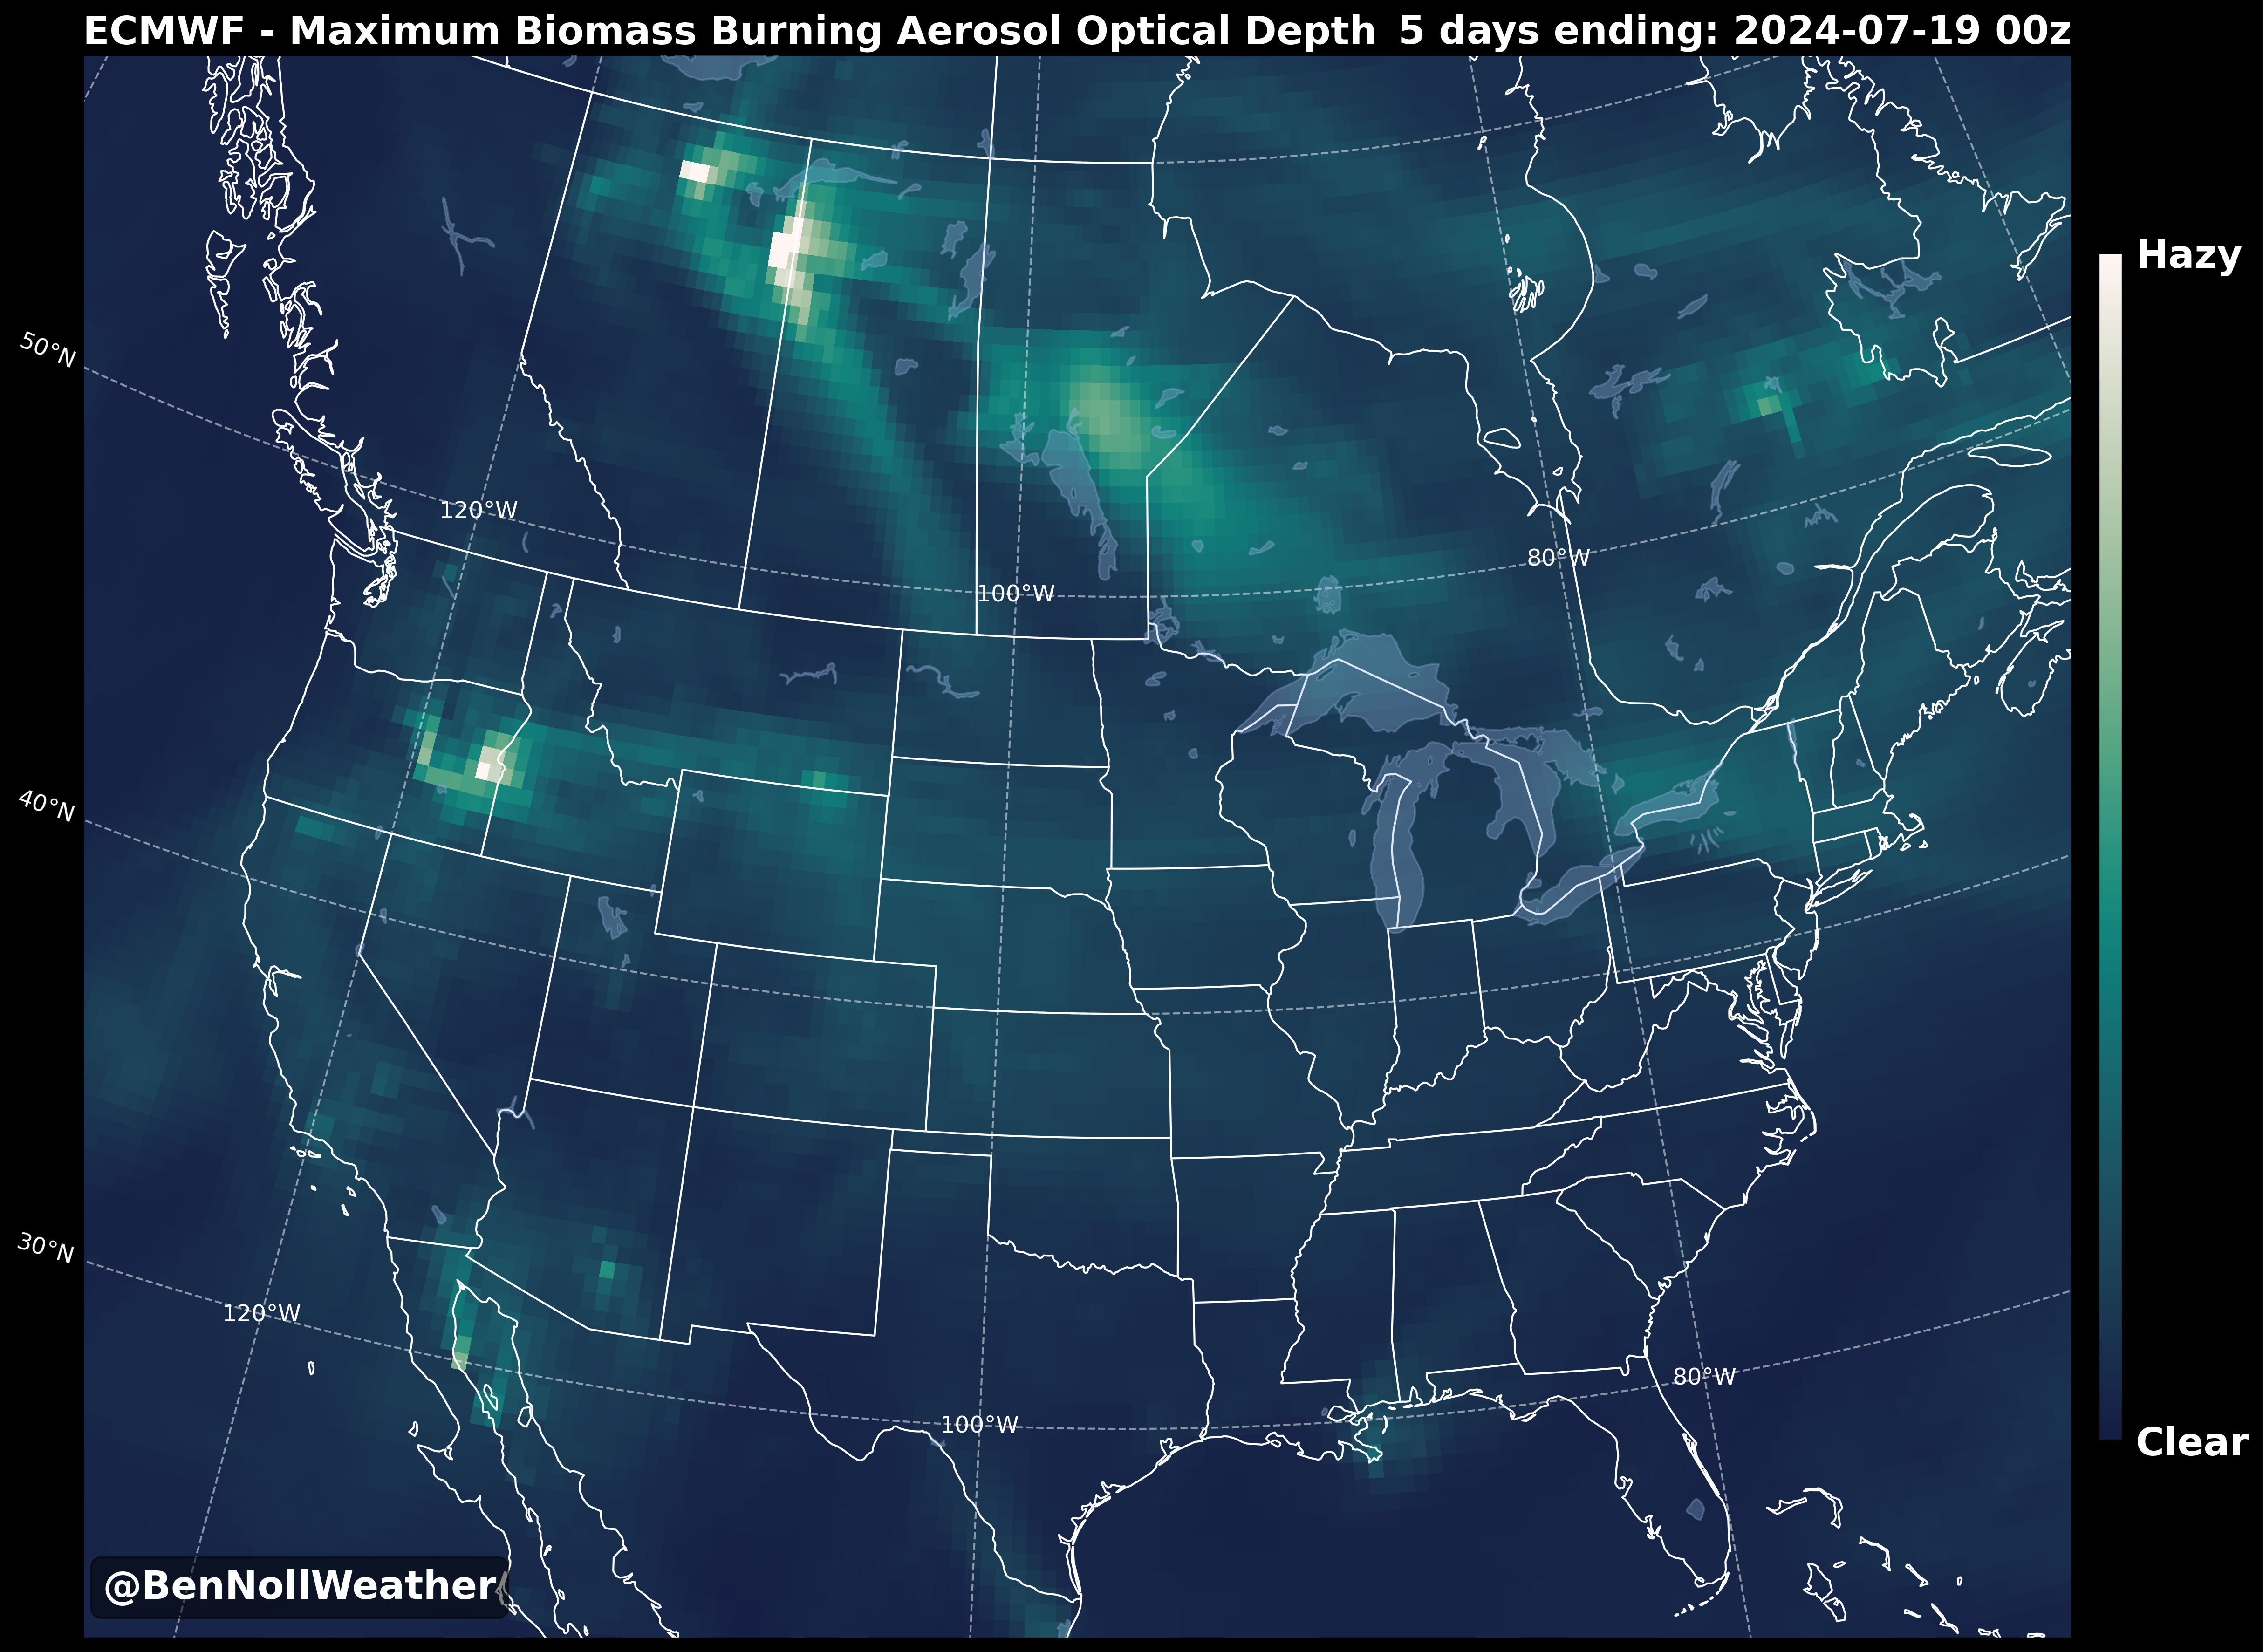 ECMWF - Maximum Biomass Burning Aerosol Optical Depth 5 days ending: 2024-07-19 00z
Hazy
50°N
120°W
80°W
100°W
40°N
30°N
120°W
80°W
100°W
Clear
@BenNollWeather